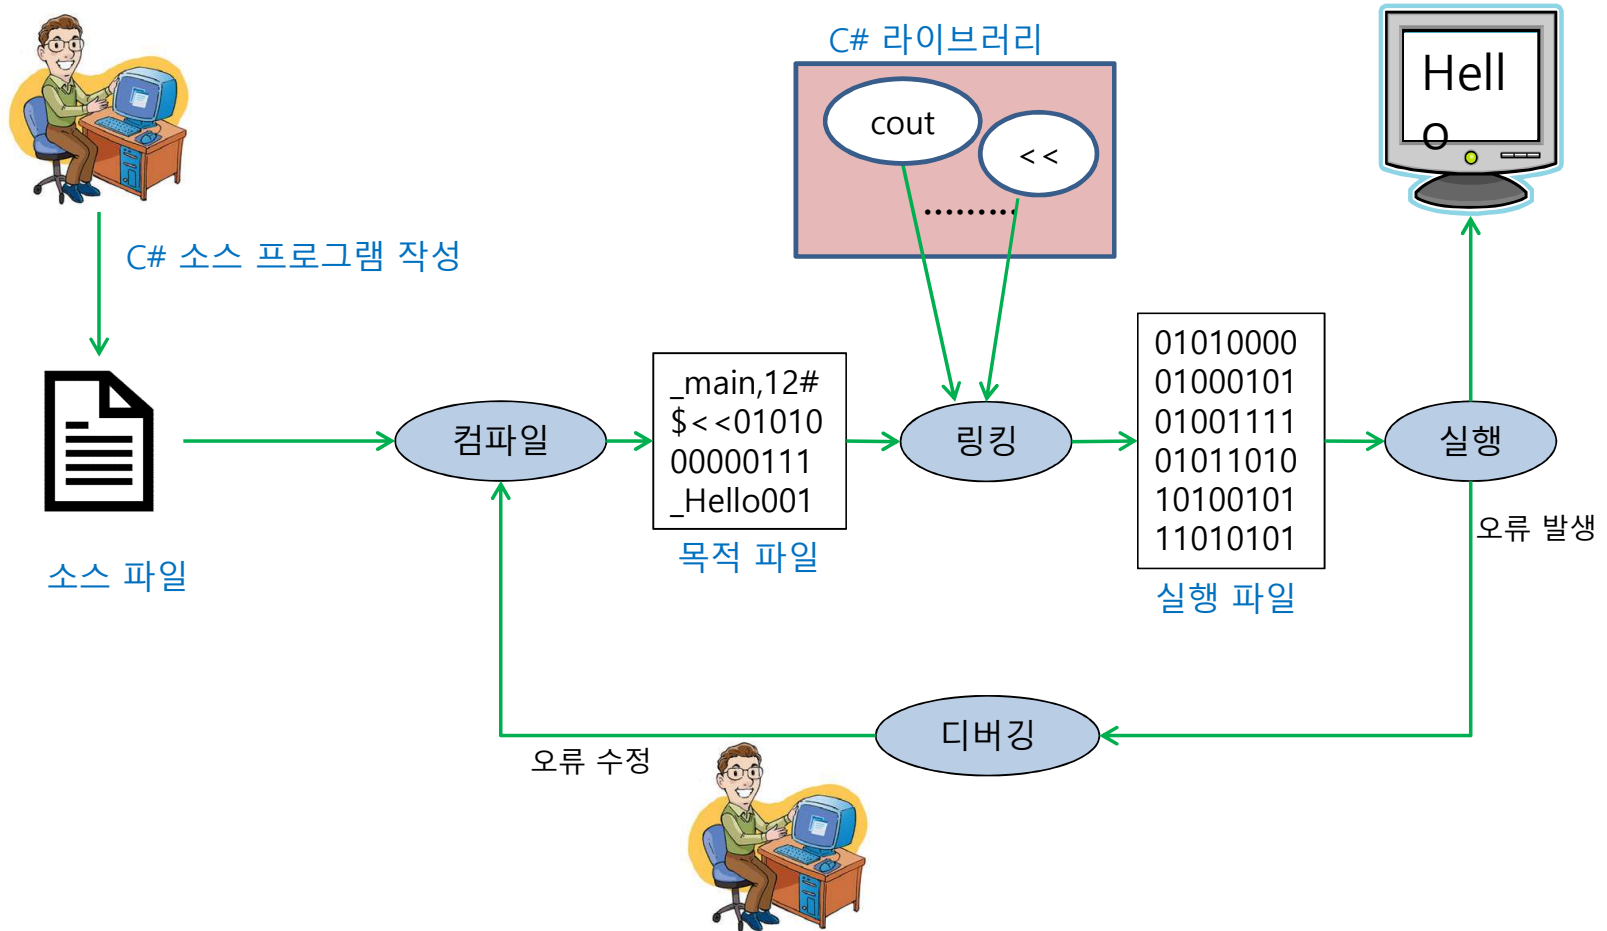 C# 라이브러리
cout
<<
.........
Hell
o
C# 소스 프로그램 작성
소스 파일
컴파일
_main,12#
$<<01010
00000111
_Hello001
목적 파일
링킹
01010000
01000101
01001111
01011010
10100101
11010101
실행 파일
실행
오류 발생
디버깅
오류 수정